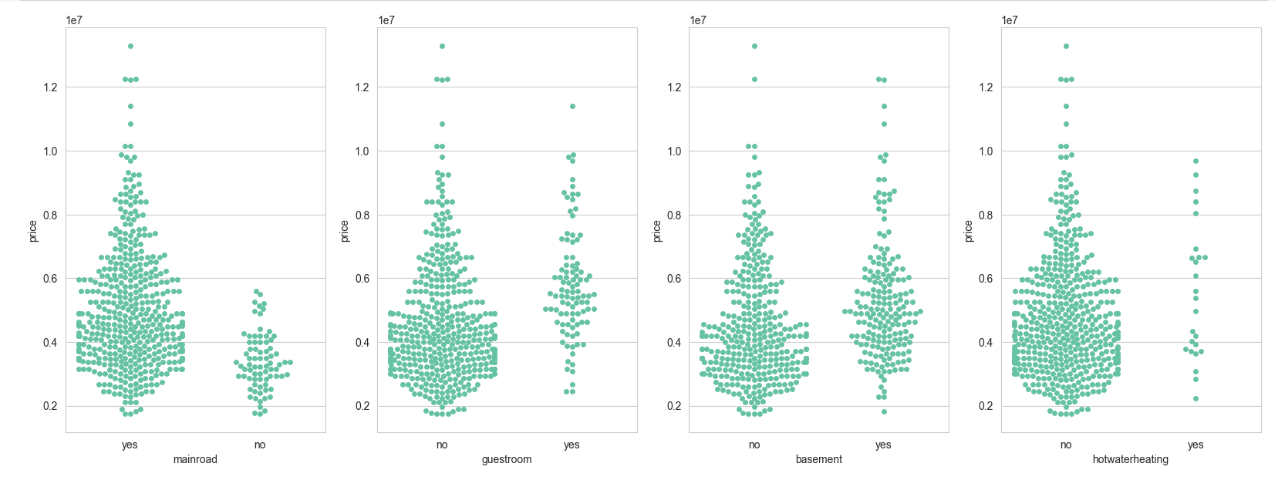 1e7
1.2
1.0
0.8
0.6
0.4
0.2
price
yes no
mainroad
1e7
1.2
1.0
0.8
0.6
0.4
0.2
price
no yes
guestroom
1e7
1.2
1.0
0.8
0.6
0.4
0.2
price
no yes
basement
1e7
1.2
1.0
0.8
0.6
0.4
0.2
price
no yes
hotwaterheating